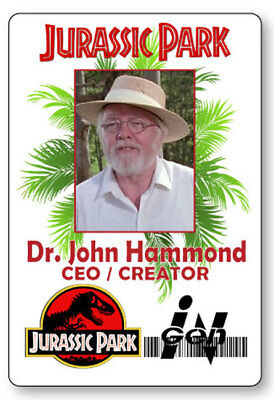 JURASSIC PARK
Dr. John Hammond
CEO / CREATOR
JURASSIC PARK
INGen